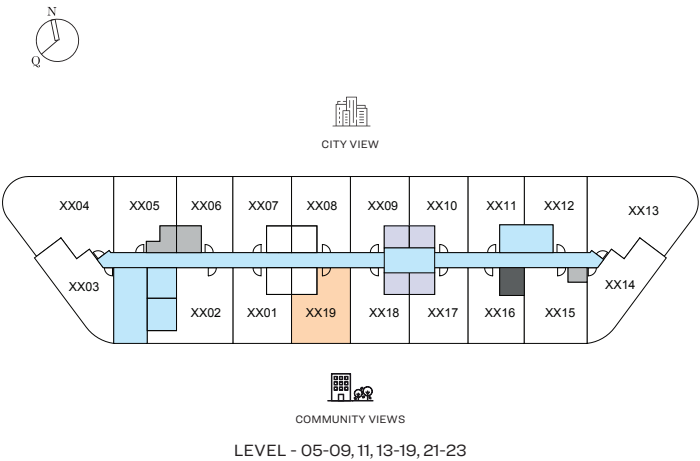 N
Q
CITY VIEW
XX04 XX05 XX06 XX07 XX08 XX09 XX10 XX11 XX12 XX13
XX03 XX14
XX02 XX01 XX19 XX18 XX17 XX16 XX15
COMMUNITY VIEWS
LEVEL - 05-09, 11, 13-19, 21-23